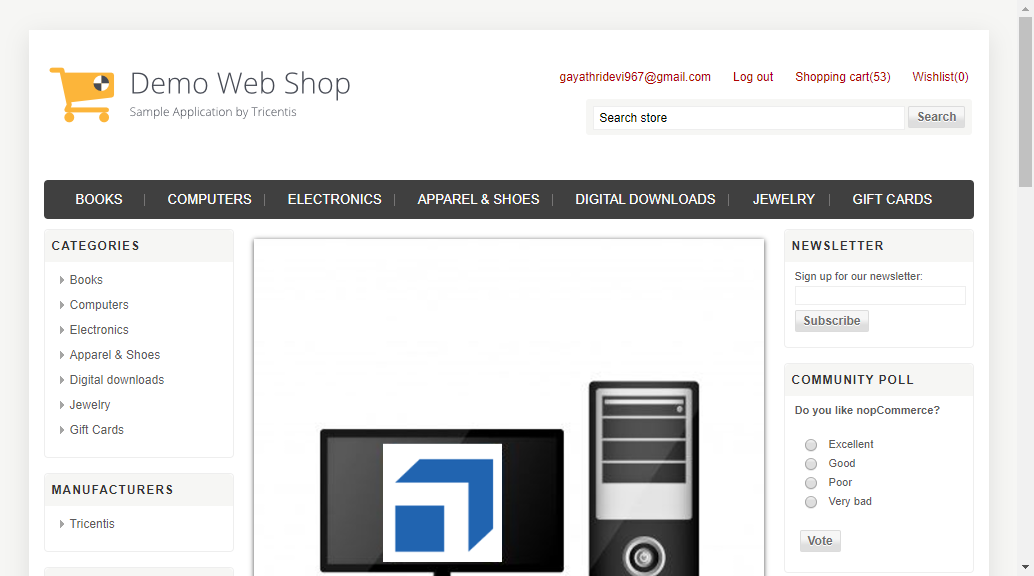 Demo Web Shop
Sample Application by Tricentis
gayathridevi967@gmail.com Log out Shopping cart(53) Wishlist(0)
Search store Search
BOOKS COMPUTERS ELECTRONICS APPAREL & SHOES DIGITAL DOWNLOADS JEWELRY GIFT CARDS
CATEGORIES
Books
Computers
Electronics
Apparel & Shoes
Digital downloads
Jewelry
Gift Cards
MANUFACTURERS
Tricentis
NEWSLETTER
Sign up for our newsletter:
Subscribe
COMMUNITY POLL
Do you like nopCommerce?
Excellent
Good
Poor
Very bad
Vote